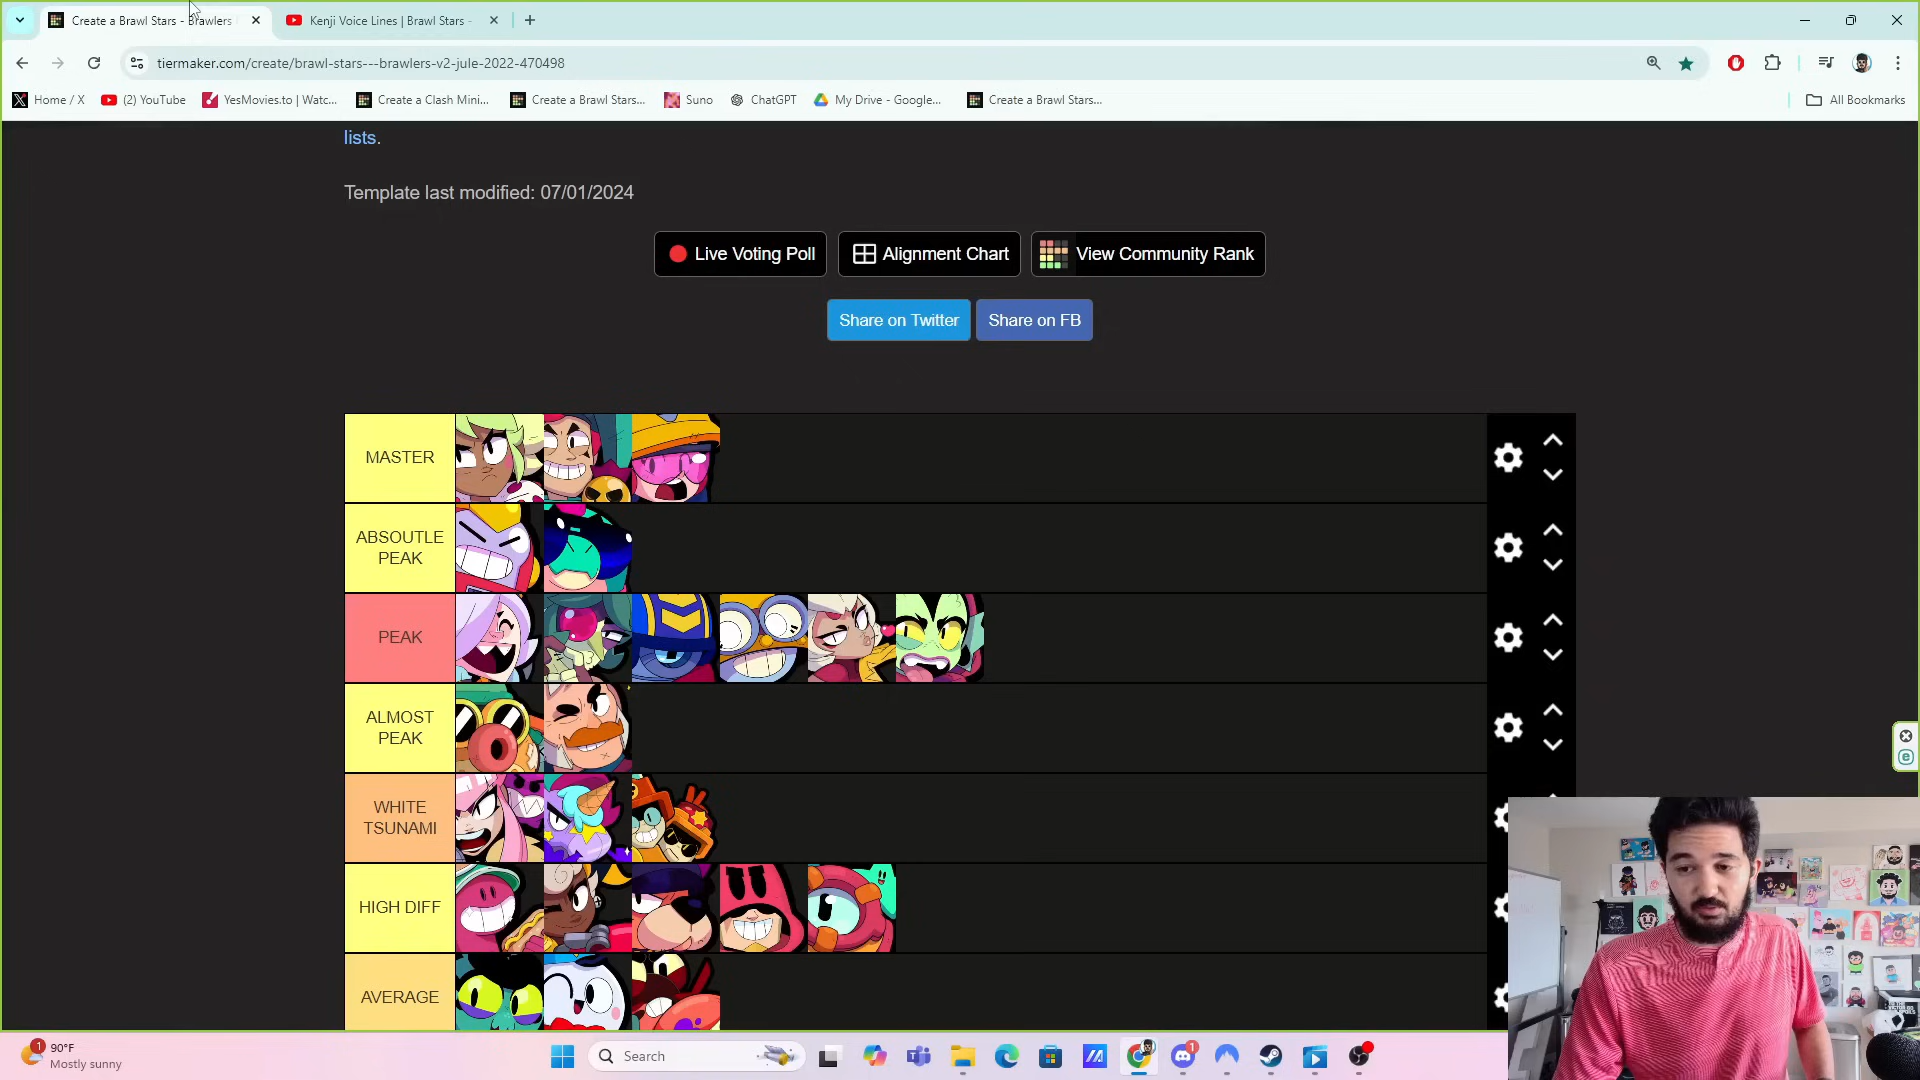 Create a Brawl Stars - Brawlers
Kenji Voice Lines | Brawl Stars -
tiermaker.com/create/brawl-stars---brawlers-v2-jule-2022-470498
Home / X
(2) YouTube
YesMovies.to | Watc...
Create a Clash Mini...
Create a Brawl Stars...
Suno
ChatGPT
My Drive - Google...
Create a Brawl Stars...
All Bookmarks
lists.
Template last modified: 07/01/2024
Live Voting Poll
Alignment Chart
View Community Rank
Share on Twitter
Share on FB
MASTER
ABSOUTLE
PEAK
PEAK
ALMOST
PEAK
WHITE
TSUNAMI
HIGH DIFF
AVERAGE
1
90°F
Mostly sunny
Search
1